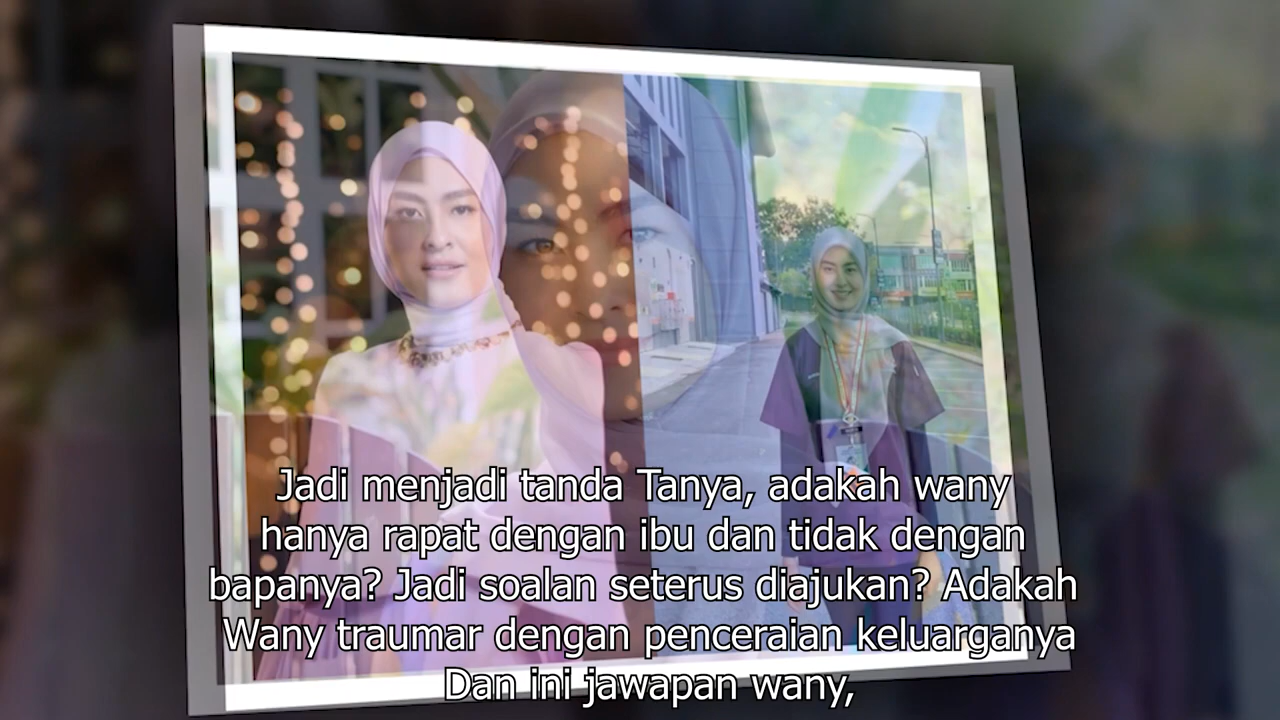 Jadi menjadi tanda Tanya, adakah wany
hanya rapat dengan ibu dan tidak dengan
bapanya? Jadi soalan seterus diajukan? Adakah
Wany traumar dengan penceraian keluarganya
Dan ini jawapan wany,